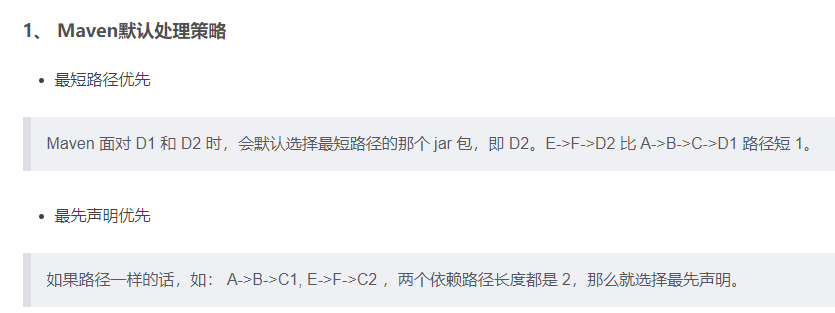 1、 Maven默认处理策略
最短路径优先
Maven 面对 D1 和 D2 时，会默认选择最短路径的那个 jar 包，即 D2。E->F->D2 比 A->B->C->D1 路径短 1。
最先声明优先
如果路径一样的话，如： A->B->C1, E->F->C2 ，两个依赖路径长度都是 2，那么就选择最先声明。